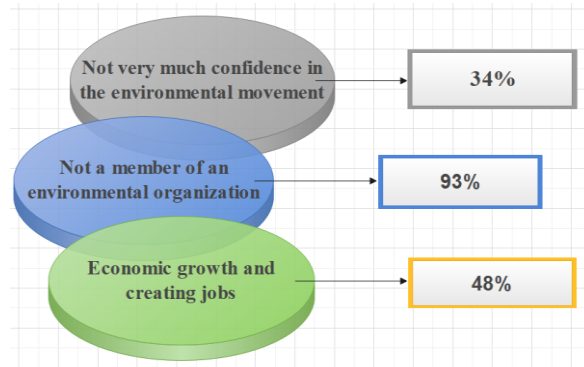 Not very much confidence in
the environmental movement
34%
Not a member of an
environmental organization
93%
Economic growth and
creating jobs
48%